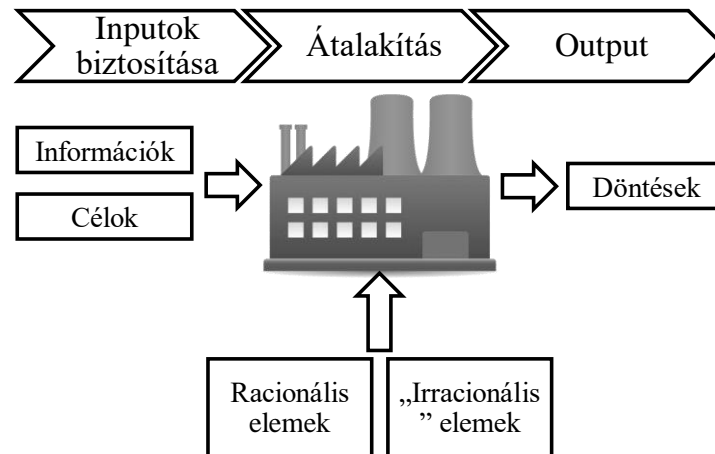 Inputok
biztosítása
Átalakítás
Output
Információk
Célok
Döntések
Racionális
elemek
„Irracionális
” elemek